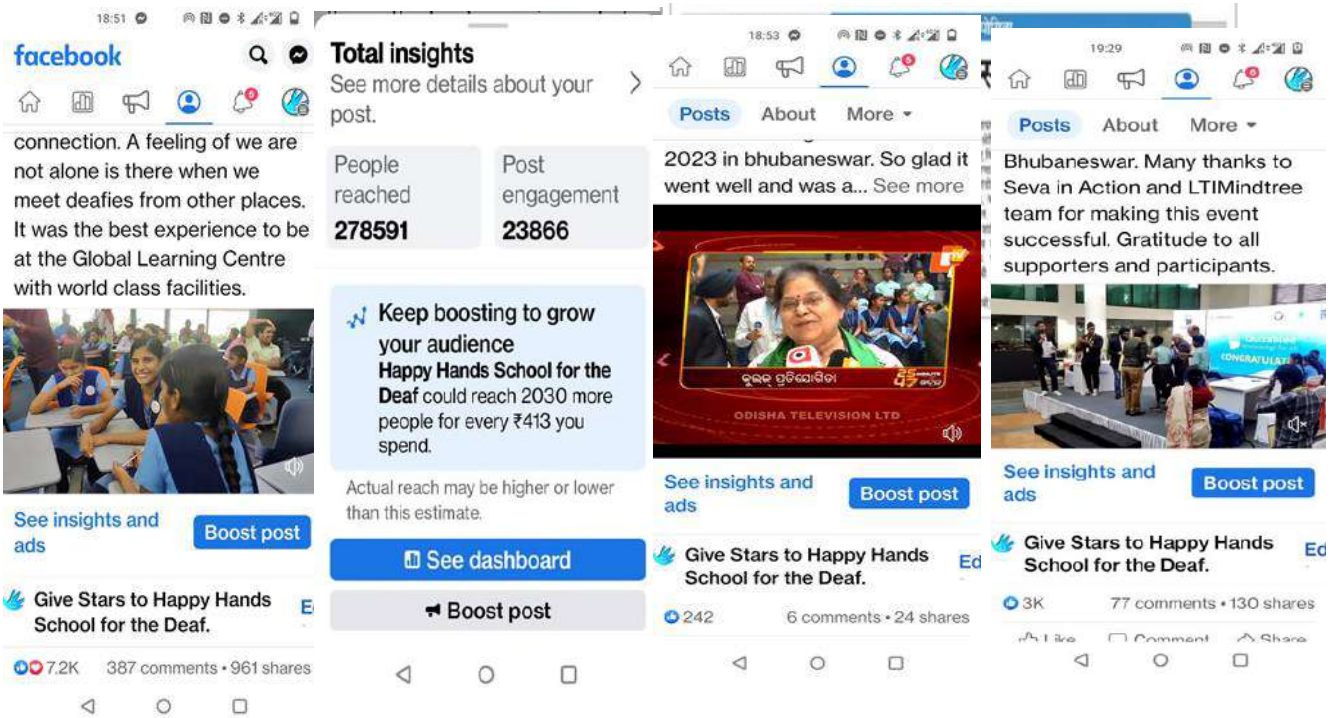 18:51
facebook
connection. A feeling of we are
not alone is there when we
meet deafies from other places.
It was the best experience to be
at the Global Learning Centre
with world class facilities.
See insights and
ads
Boost post
Give Stars to Happy Hands
School for the Deaf.
7.2K 387 comments • 961 shares
Total insights
See more details about your
post.
People
reached
278591
Post
engagement
23866
Keep boosting to grow
your audience
Happy Hands School for the
Deaf could reach 2030 more
people for every ₹413 you
spend.
Actual reach may be higher or lower
than this estimate.
See dashboard
Boost post
18:53
6
Posts About More
2023 in bhubaneswar. So glad it
went well and was a... See more
ODISHA TELEVISION LTD
See insights and
ads
Boost post
Give Stars to Happy Hands
School for the Deaf.
Ed
242 6 comments • 24 shares
19:29
6
Posts About More
Bhubaneswar. Many thanks to
Seva in Action and LTIMindtree
team for making this event
successful. Gratitude to all
supporters and participants.
See insights and
ads
Boost post
Give Stars to Happy Hands
School for the Deaf.
Ed
3K 77 comments • 130 shares
Like Comment Share